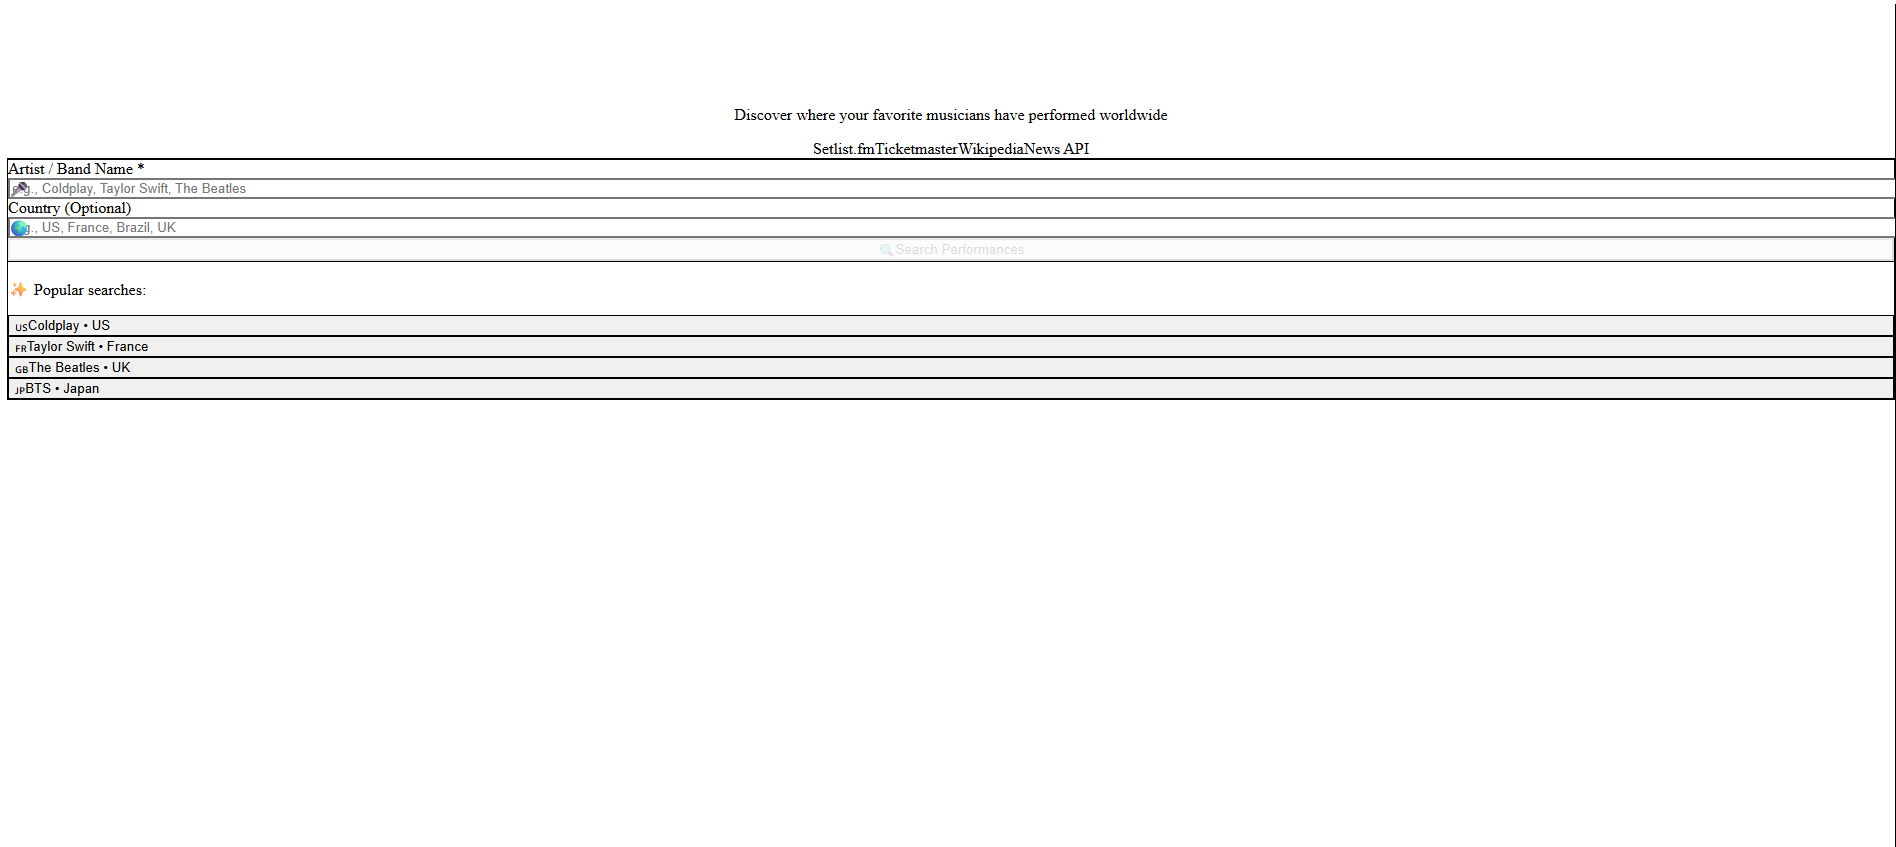 Discover where your favorite musicians have performed worldwide
Setlist.fmTicketmasterWikipediaNews API
Artist / Band Name *
e.g., Coldplay, Taylor Swift, The Beatles
Country (Optional)
g., US, France, Brazil, UK
Search Performances
Popular searches:
USColdplay • US
FRTaylor Swift • France
GBThe Beatles • UK
JPBTS • Japan